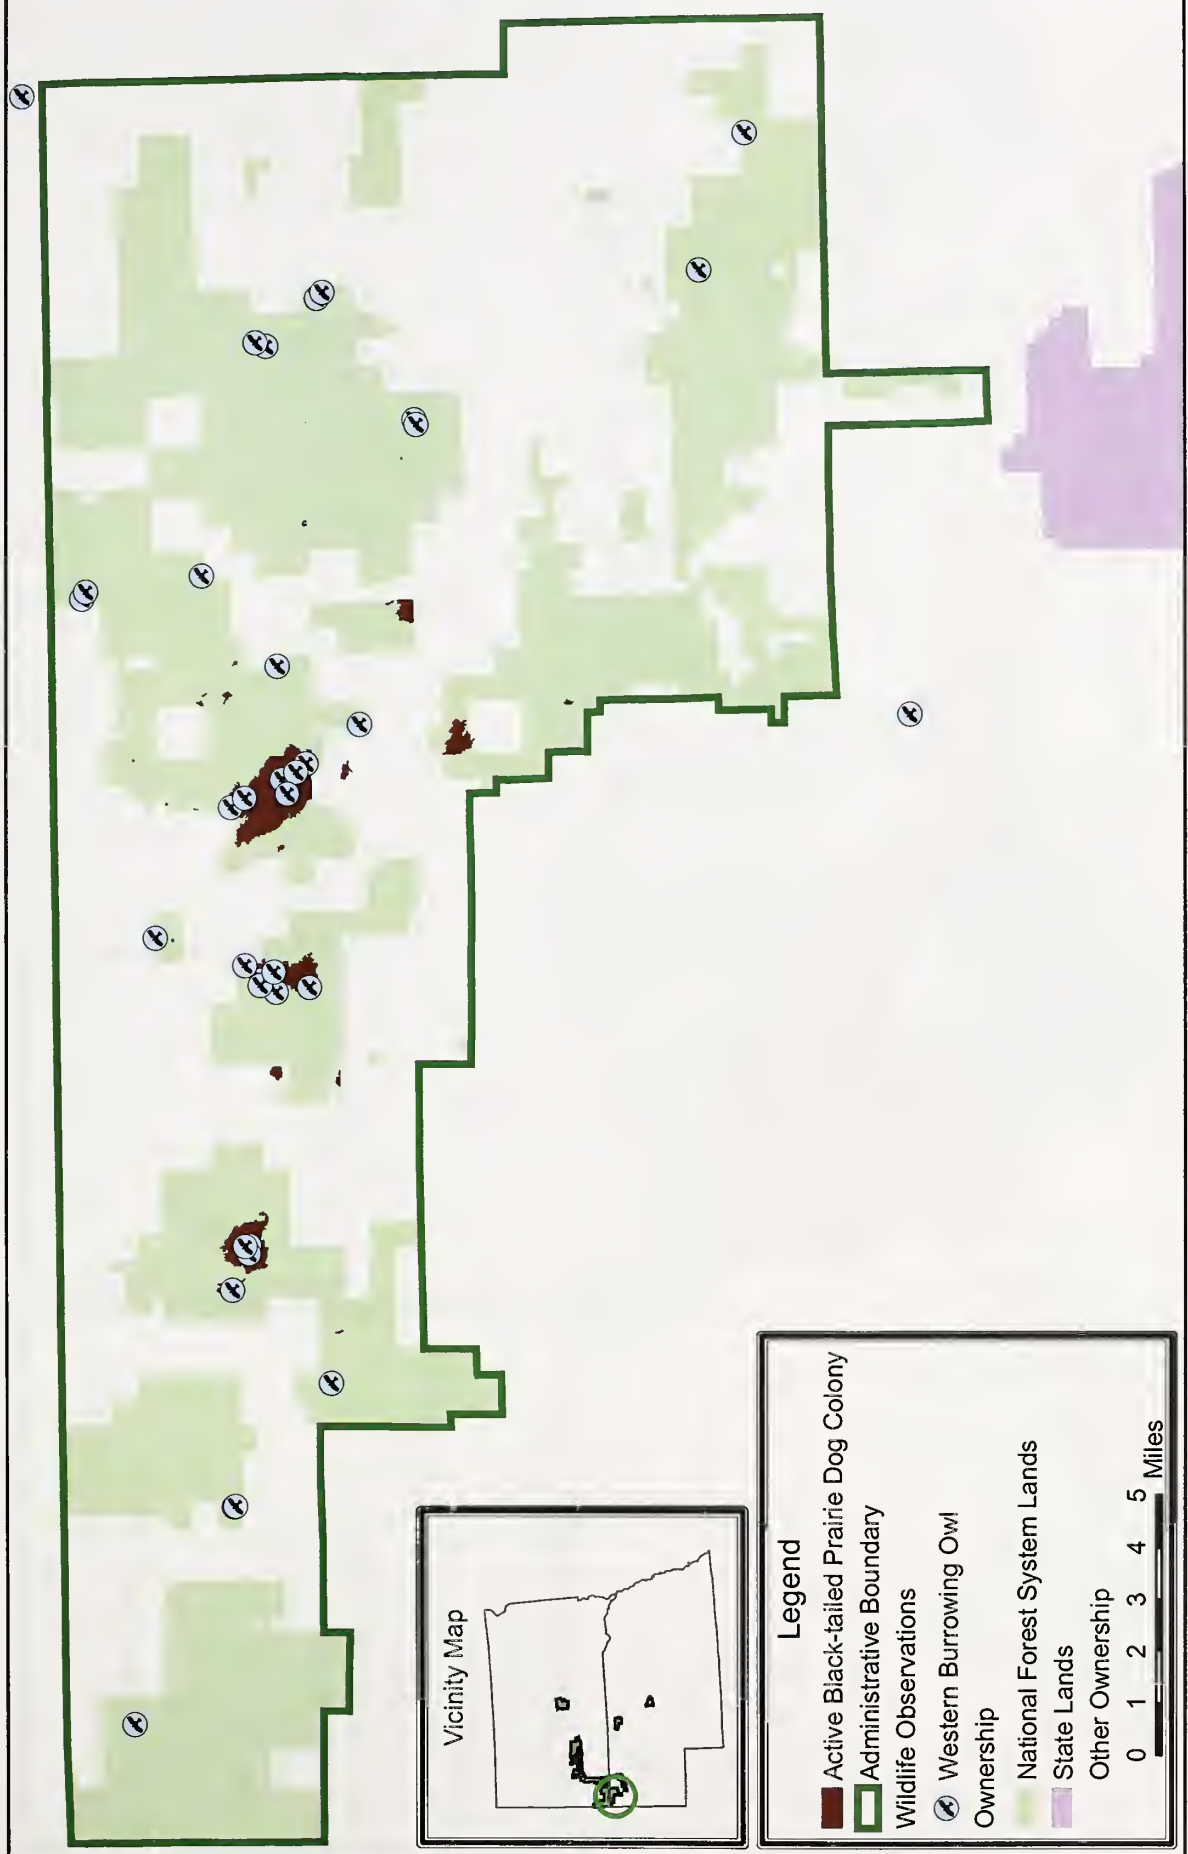 Vicinity Map
Legend
Active Black-tailed Prairie Dog Colony
Administrative Boundary
Wildlife Observations
Western Burrowing Owl
Ownership
National Forest System Lands
State Lands
Other Ownership
0 1 2 3 4 5
Miles